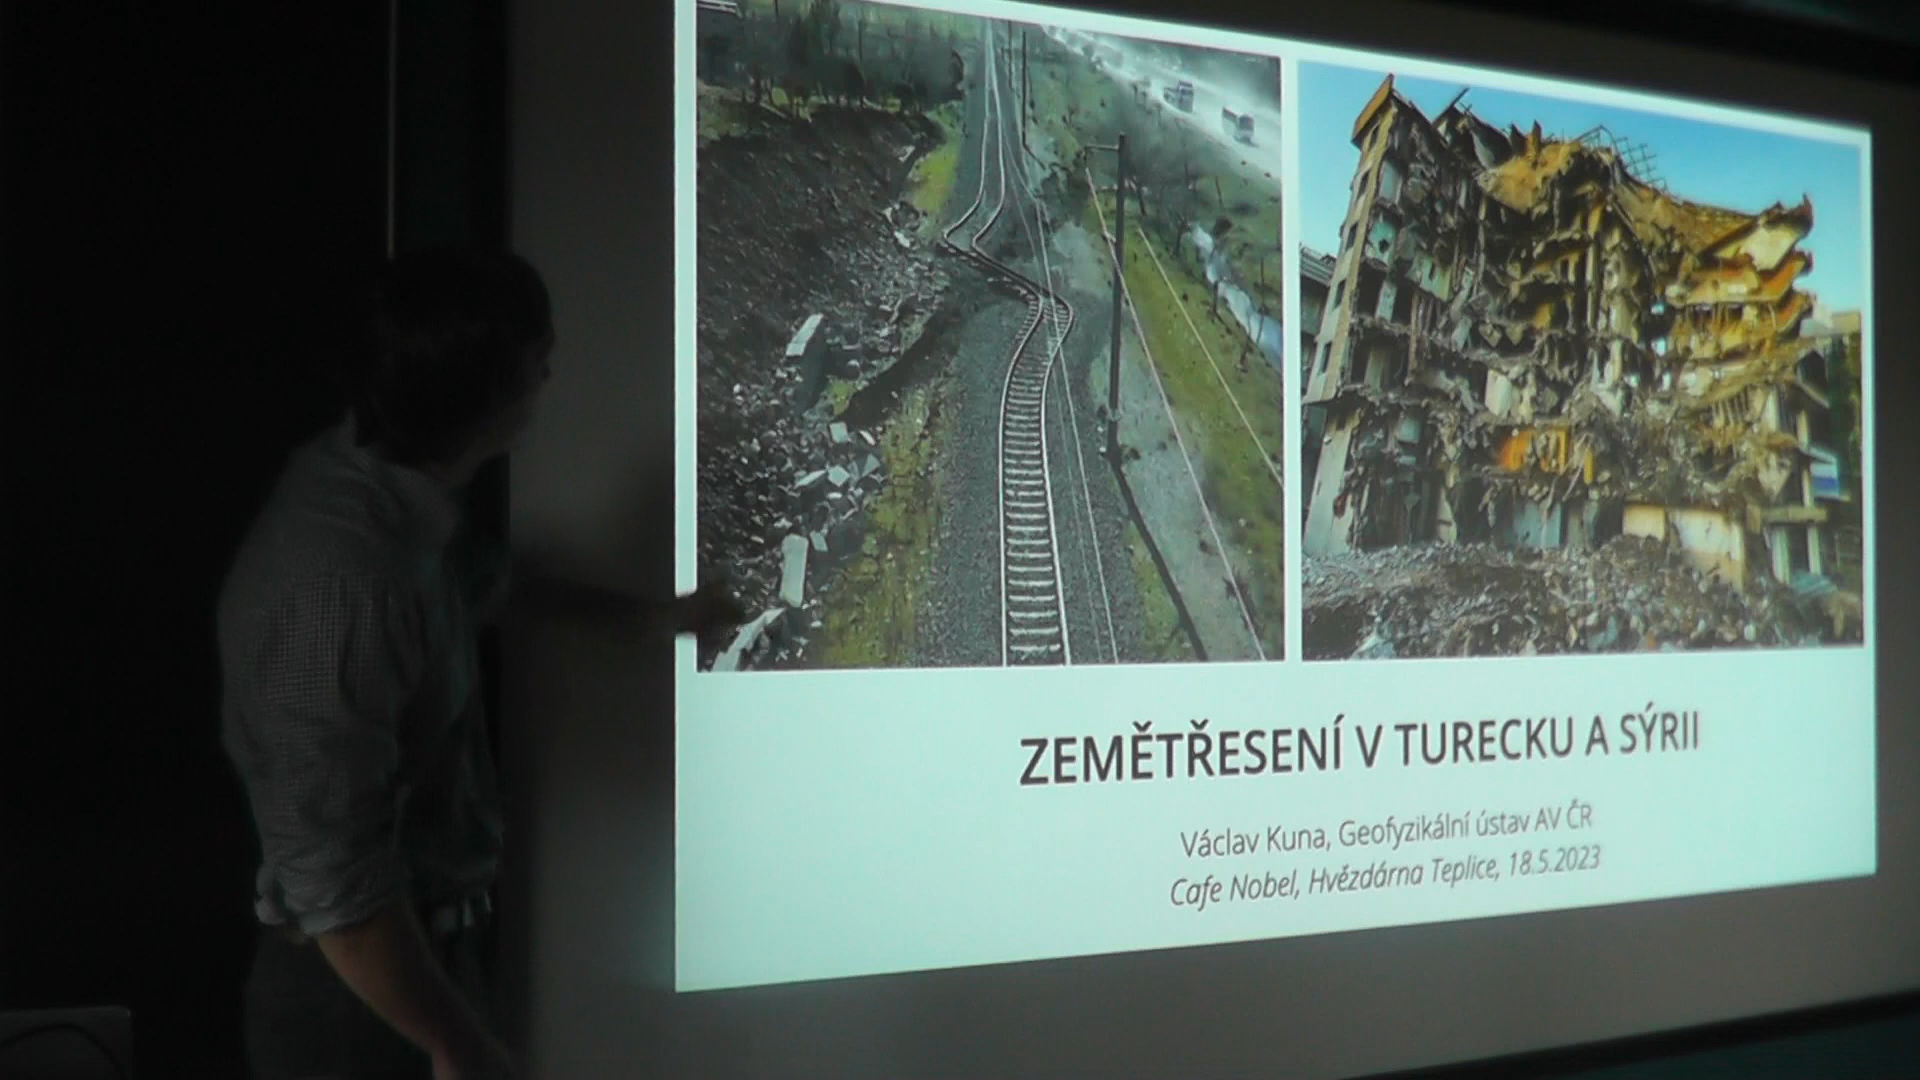 ZEMĚTŘESENÍ V TURECKU A SÝRII
Václav Kuna, Geofyzikální ústav AV ČR
Cafe Nobel, Hvězdárna Teplice, 18.5.2023